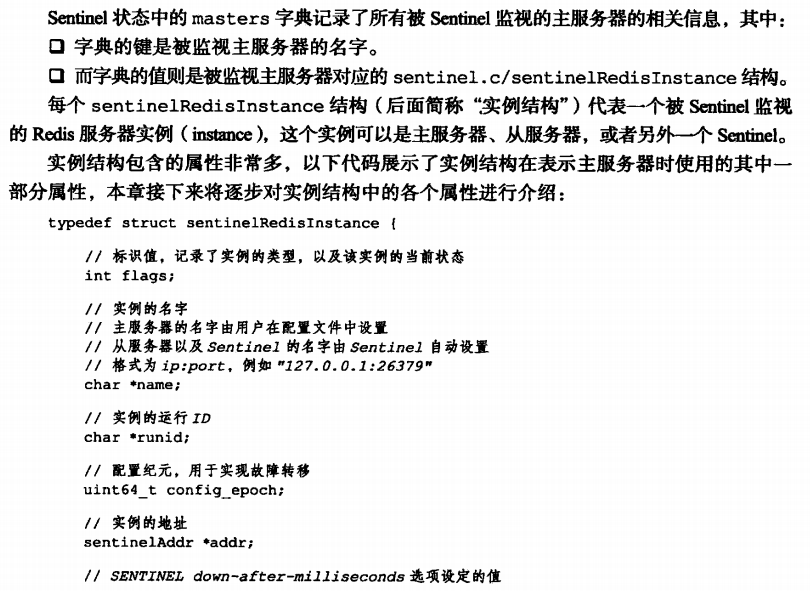 Sentinel 状态中的 masters 字典记录了所有被 Sentinel 监视的主服务器的相关信息，其中：
❑ 字典的键是被监视主服务器的名字。
❑ 而字典的值则是被监视主服务器对应的 sentinel.c/sentinelRedisInstance 结构。
每个 sentinelRedisInstance 结构（后面简称“实例结构”）代表一个被 Sentinel 监视
的 Redis 服务器实例（instance），这个实例可以是主服务器、从服务器，或者另外一个 Sentinel。
实例结构包含的属性非常多，以下代码展示了实例结构在表示主服务器时使用的其中一
部分属性，本章接下来将逐步对实例结构中的各个属性进行介绍：
typedef struct sentinelRedisInstance {
// 标识值，记录了实例的类型，以及该实例的当前状态
int flags;
// 实例的名字
// 主服务器的名字由用户在配置文件中设置
// 从服务器以及 Sentinel 的名字由 Sentinel 自动设置
// 格式为 ip:port，例如 "127.0.0.1:26379"
char *name;
// 实例的运行 ID
char *runid;
// 配置纪元，用于实现故障转移
uint64_t config_epoch;
// 实例的地址
sentinelAddr *addr;
// SENTINEL down-after-milliseconds 选项设定的值